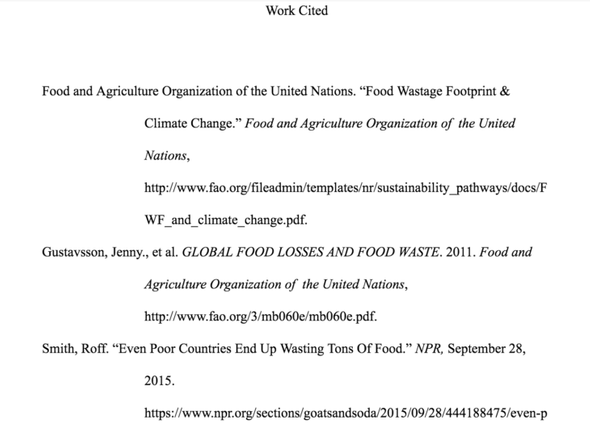 Work Cited
Food and Agriculture Organization of the United Nations. “Food Wastage Footprint &
Climate Change.” Food and Agriculture Organization of the United
Nations,
http://www.fao.org/fileadmin/templates/nr/sustainability_pathways/docs/F
WF_and_climate_change.pdf.
Gustavsson, Jenny., et al. GLOBAL FOOD LOSSES AND FOOD WASTE. 2011. Food and
Agriculture Organization of the United Nations,
http://www.fao.org/3/mb060e/mb060e.pdf.
Smith, Roff. “Even Poor Countries End Up Wasting Tons Of Food.” NPR, September 28,
2015.
https://www.npr.org/sections/goatsandsoda/2015/09/28/444188475/even-p